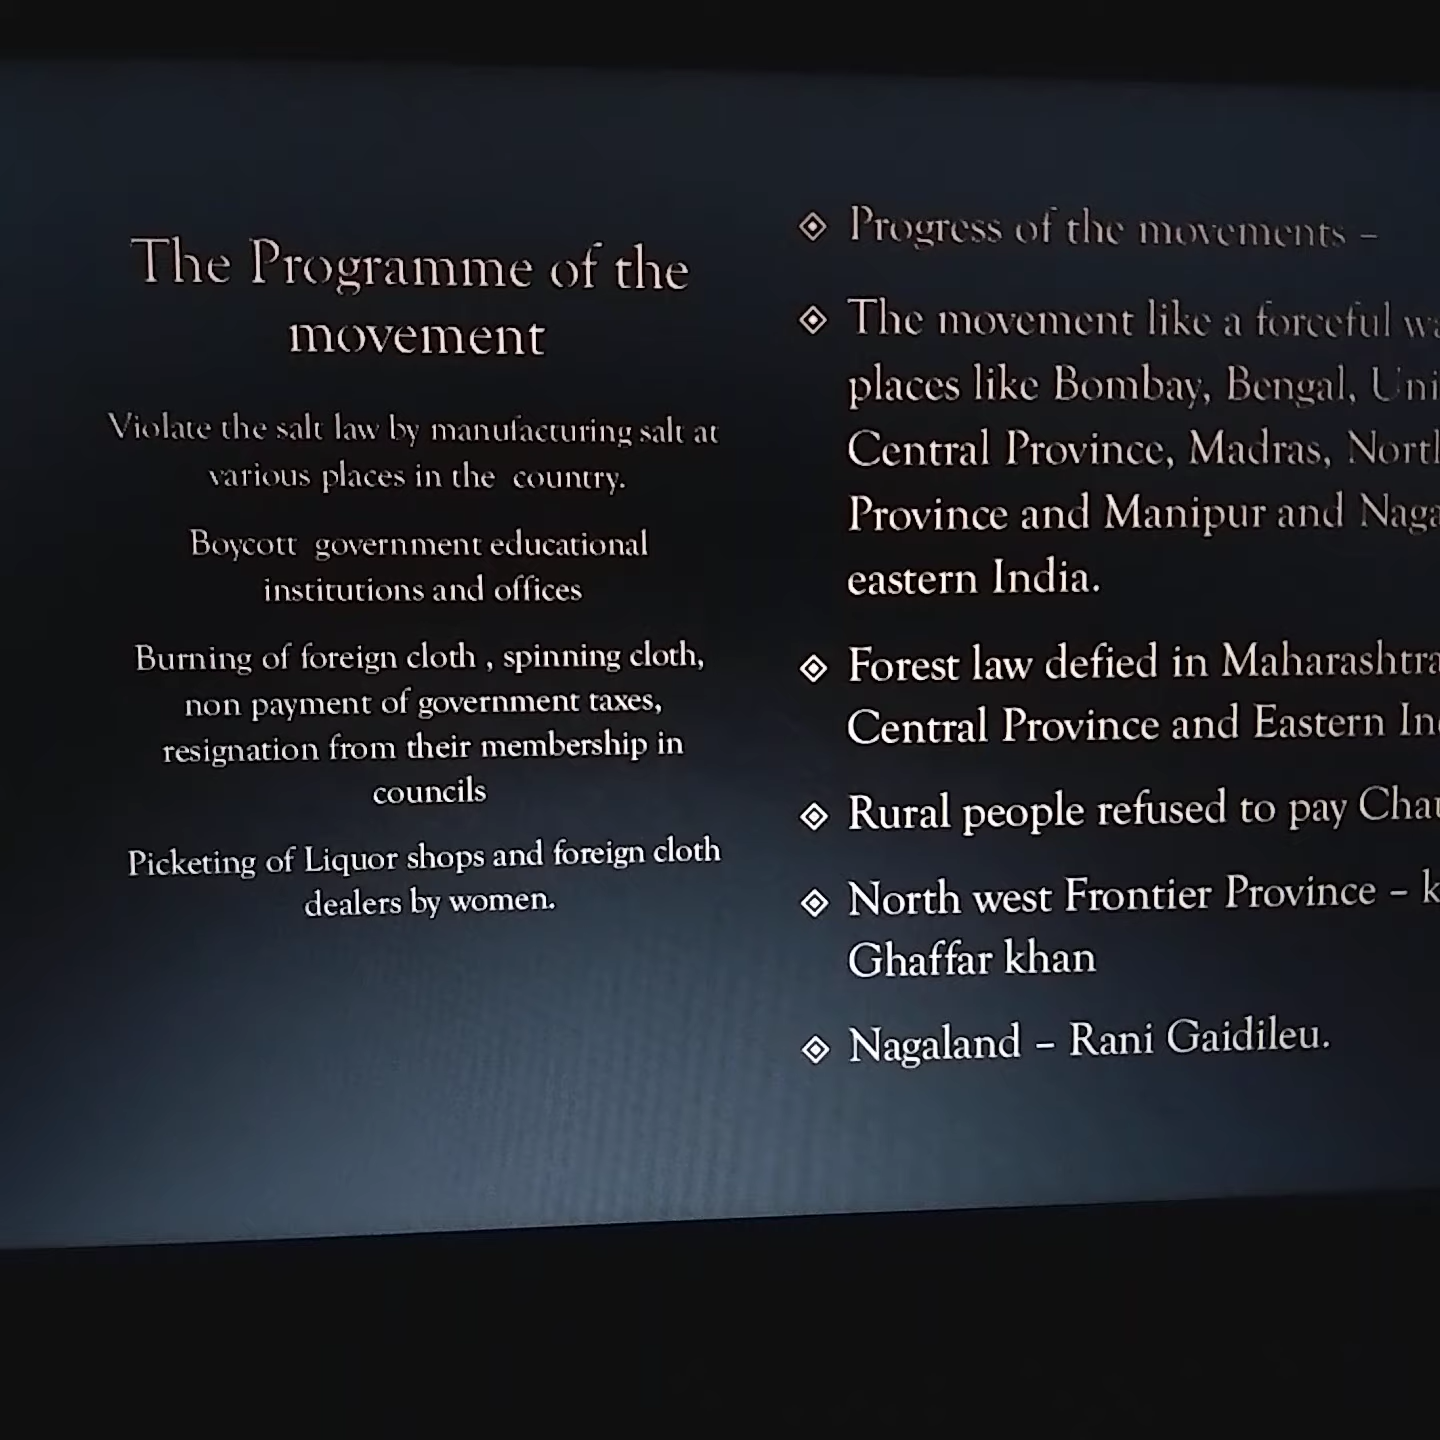 The Programme of the
movement
Violate the salt law by manufacturing salt at
various places in the country.
Boycott government educational
institutions and offices
Burning of foreign cloth , spinning cloth,
non payment of government taxes,
resignation from their membership in
councils
Picketing of Liquor shops and foreign cloth
dealers by women.
Progress of the movements –
The movement like a forceful
places like Bombay, Bengal,
Central Province, Madras,
Province and Manipur and
eastern India.
Forest law defied in Maharashtra
Central Province and Eastern
Rural people refused to pay
North west Frontier Province –
Ghaffar khan
Nagaland – Rani Gaidileu.